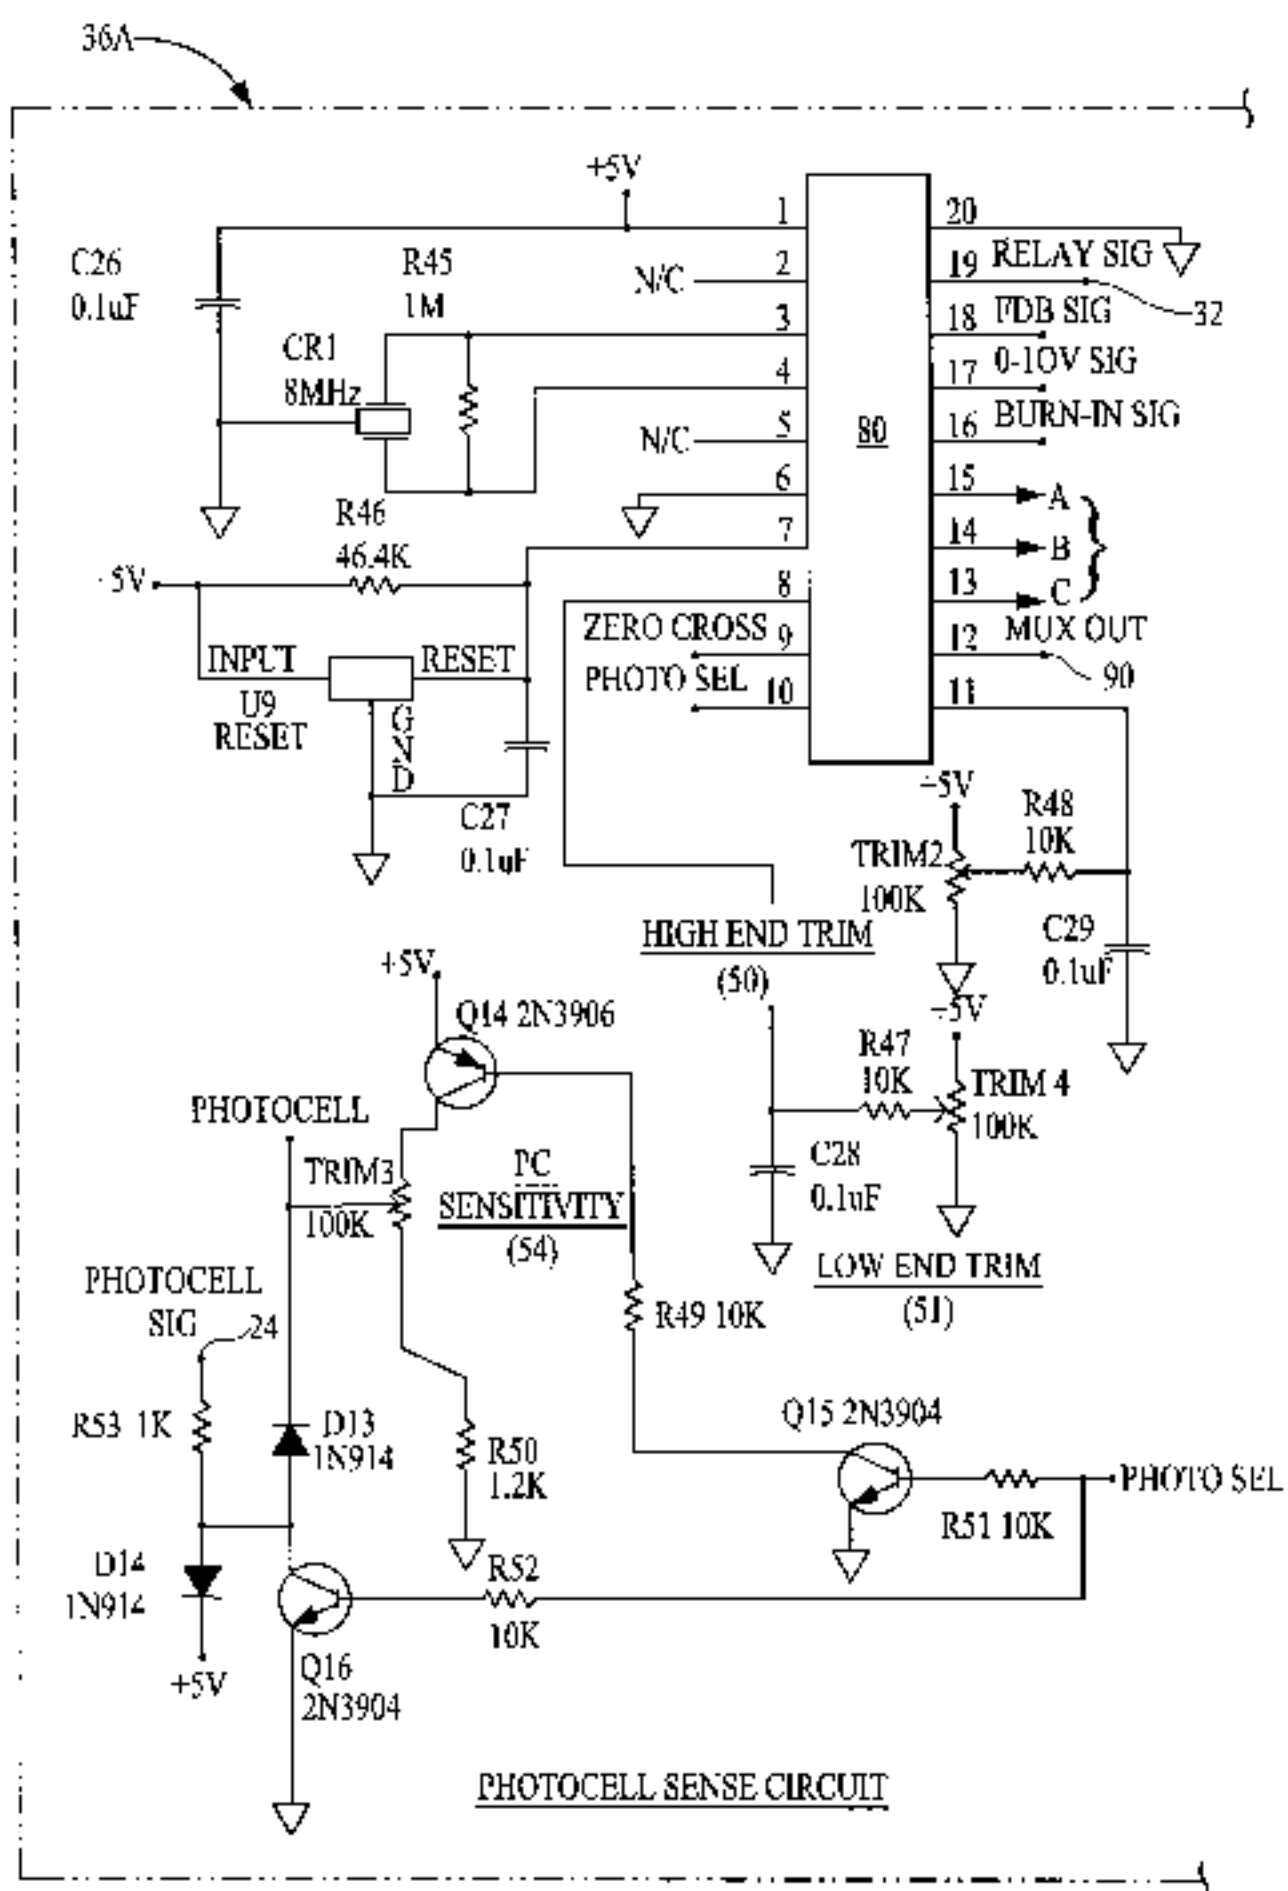 36A
+5V
C26
0.1uF
R45
1M
CR1
8MHz
N/C
N/C
1
2
3
4
5
6
7
8
9
10
80
20
19
18
17
16
15
14
13
12
11
RELAY SIG
32
FDB SIG
0-10V SIG
BURN-IN SIG
A
B
C
MUX OUT
90
R46
46.4K
+5V
INPUT
RESET
U9
RESET
GND
C27
0.1uF
ZERO CROSS
PHOTO SEL
+5V
TRIM2
100K
R48
10K
C29
0.1uF
HIGH END TRIM
(50)
+5V
R47
10K
TRIM 4
100K
C28
0.1uF
LOW END TRIM
(51)
+5V
Q14 2N3906
PHOTOCELL
TRIM3
100K
PC
SENSITIVITY
(54)
PHOTOCELL
SIG
24
R49 10K
R53 1K
D13
1N914
R50
1.2K
Q15 2N3904
PHOTO SEL
R51 10K
D14
1N914
R52
10K
+5V
Q16
2N3904
PHOTOCELL SENSE CIRCUIT